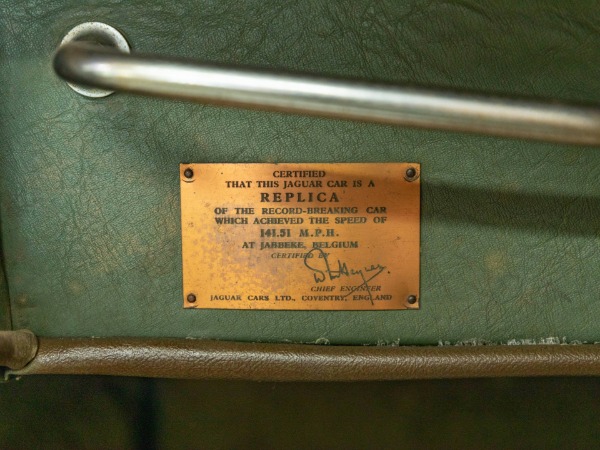 CERTIFIED
THAT THIS JAGUAR CAR IS A
REPLICA
OF THE RECORD-BREAKING CAR
WHICH ACHIEVED THE SPEED OF
141.51 M.P.H.
AT JABBEKE, BELGIUM
CERTIFIED BY
CHIEF ENGINEER
JAGUAR CARS LTD., COVENTRY, ENGLAND